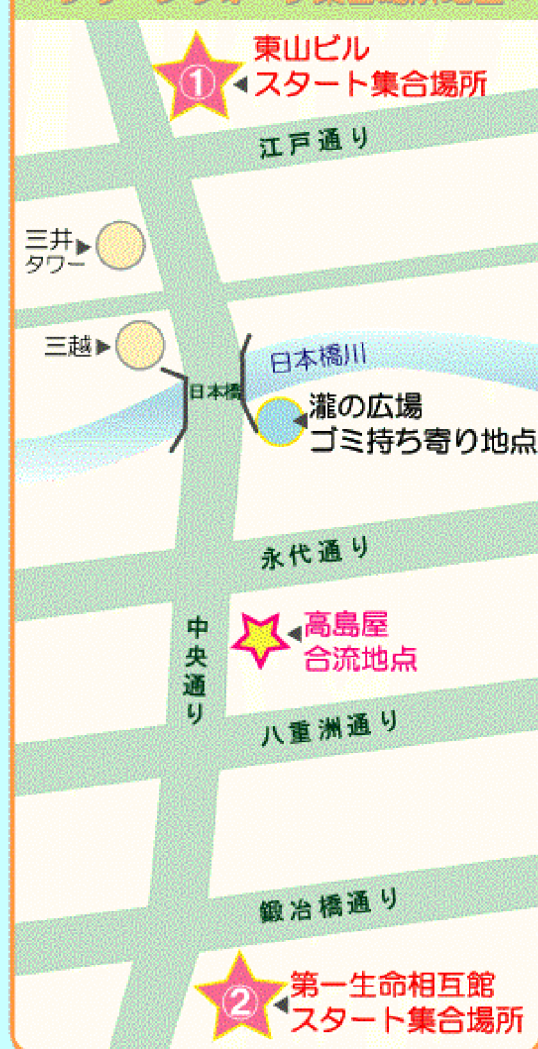 ①
東山ビル
スタート集合場所
江戸通り
三井
タワー
三越
日本橋川
日本橋
瀧の広場
ゴミ持ち寄り地点
永代通り
中央通り
高島屋
合流地点
八重洲通り
鍛冶橋通り
②
第一生命相互館
スタート集合場所